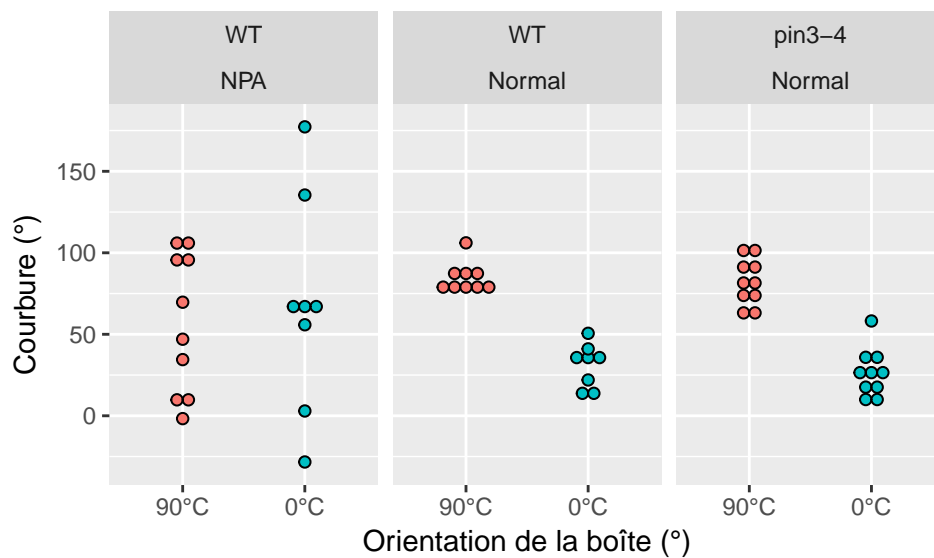 WT
NPA
WT
Normal
pin3−4
Normal
Courbure (°)
150
100
50
0
90°C
0°C
90°C
0°C
90°C
0°C
Orientation de la boîte (°)